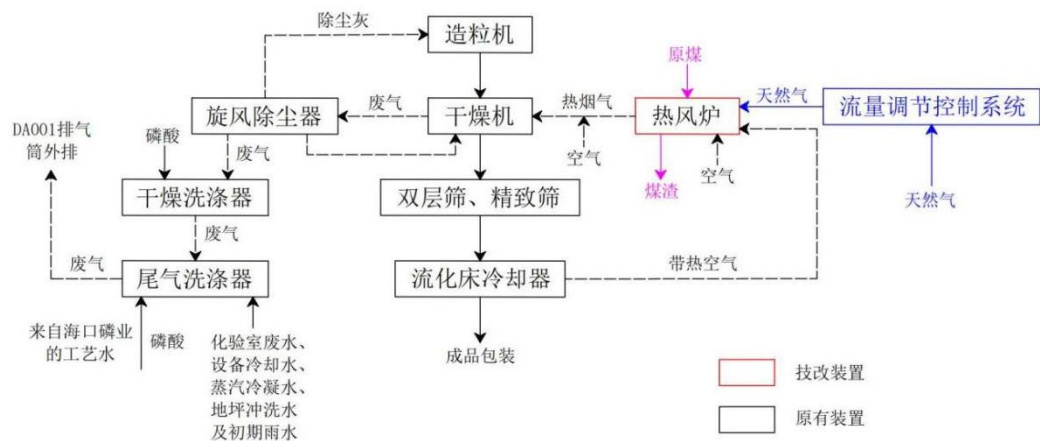 除尘灰
造粒机
原煤
旋风除尘器
废气
干燥机
热烟气
热风炉
天然气
流量调节控制系统
DA001排气
筒外排
磷酸
废气
空气
空气
煤渣
天然气
干燥洗涤器
双层筛、精致筛
废气
废气
尾气洗涤器
流化床冷却器
带热空气
来自海口磷业
的工艺水
磷酸
化验室废水、
设备冷却水、
蒸汽冷凝水、
地坪冲洗水
及初期雨水
成品包装
技改装置
原有装置